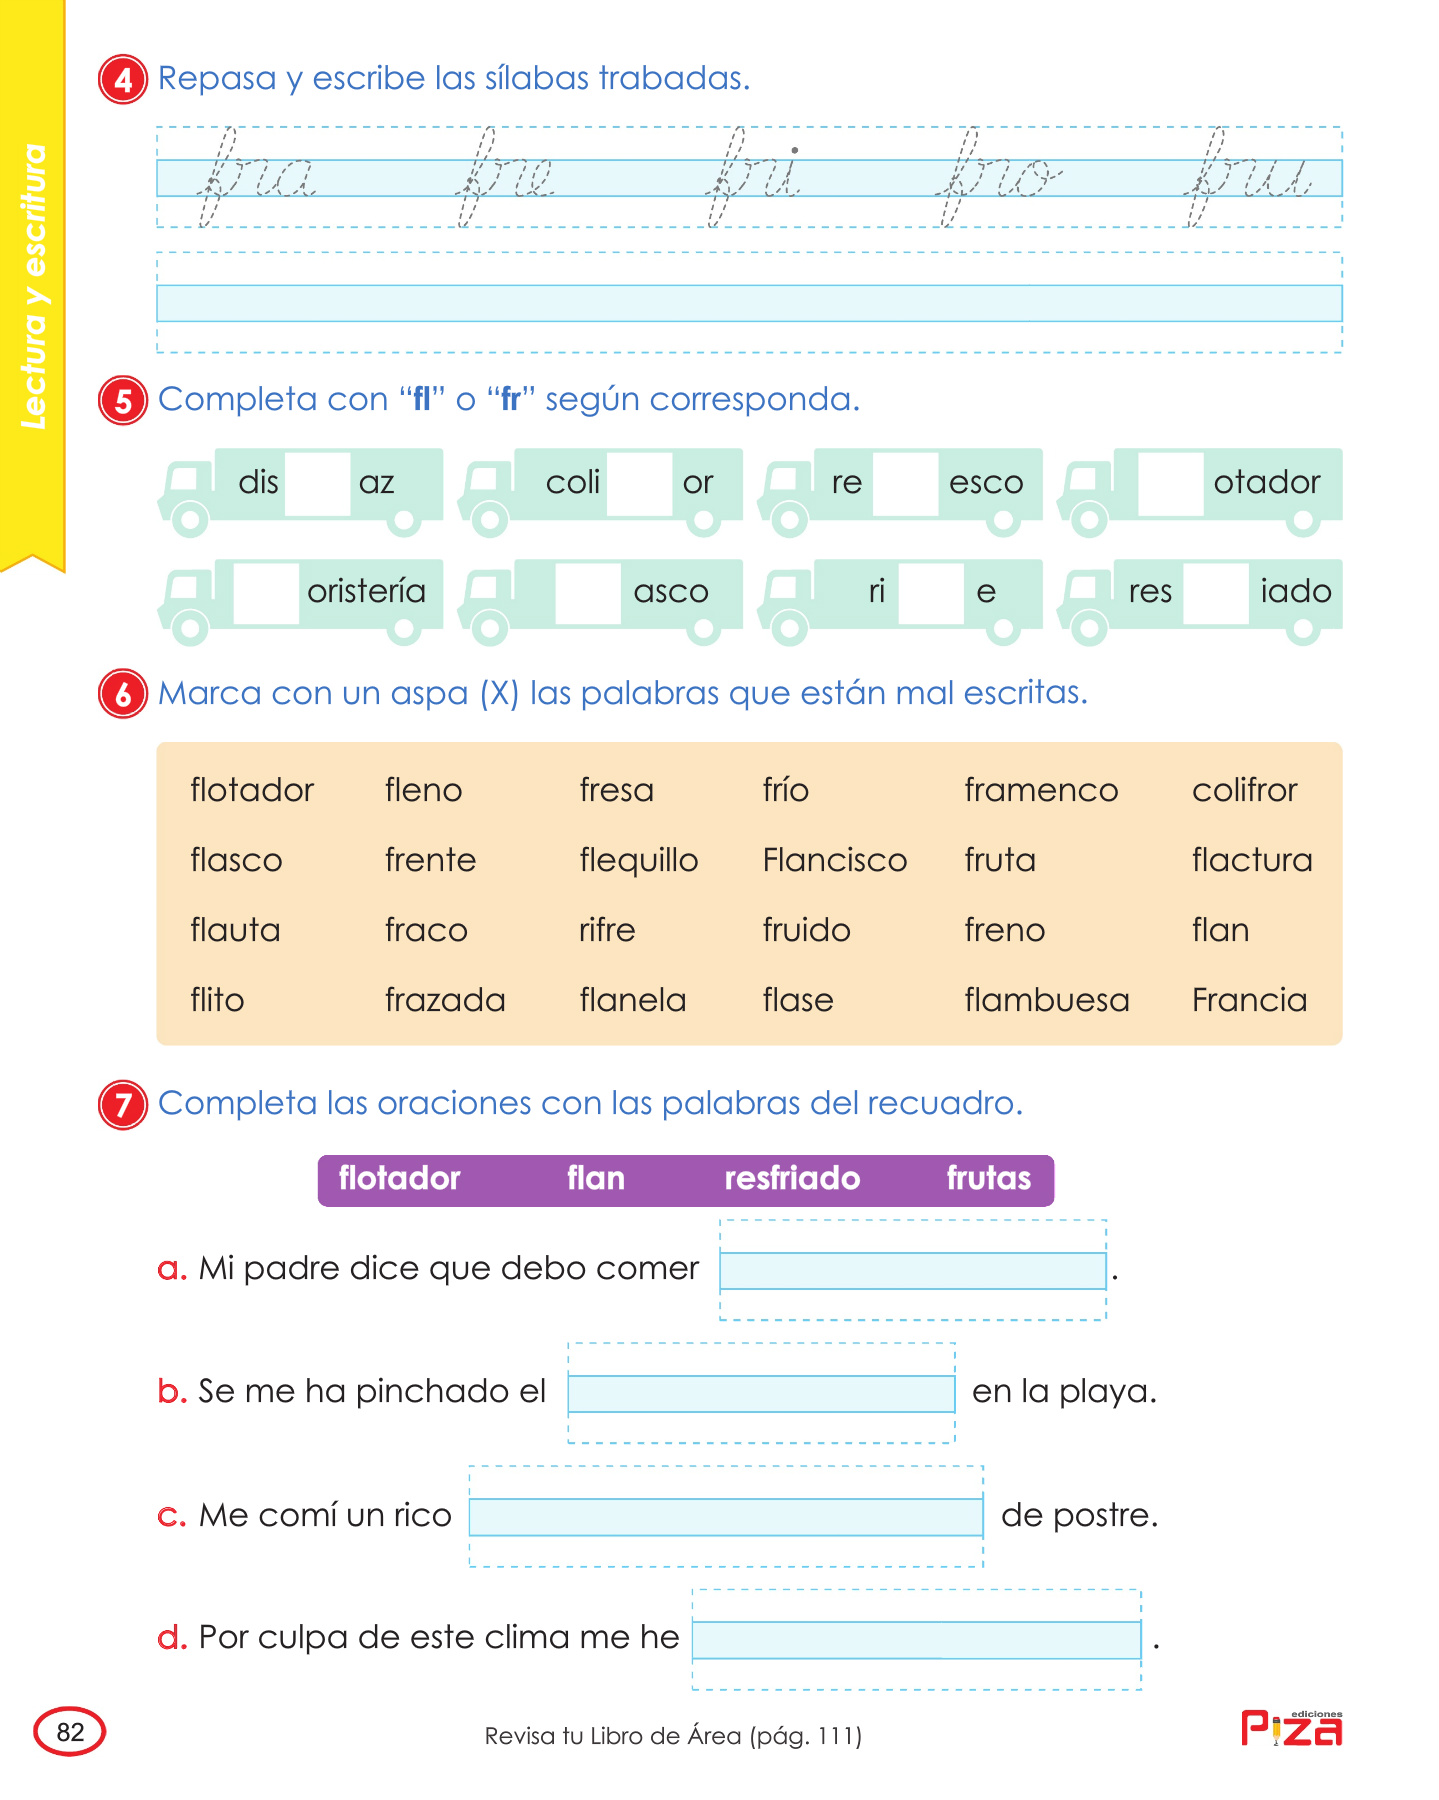 Lectura y escritura
4 Repasa y escribe las sílabas trabadas.
fra fre fri fro fru
5 Completa con “fl” o “fr” según corresponda.
dis az coli or re esco otador
oristería asco ri e res iado
6 Marca con un aspa (X) las palabras que están mal escritas.
flotador fleno fresa frío framenco colifror
flasco frente flequillo Flancisco fruta flactura
flauta fraco rifre fruido freno flan
flito frazada flanela flase flambuesa Francia
7 Completa las oraciones con las palabras del recuadro.
flotador flan resfriado frutas
a. Mi padre dice que debo comer .
b. Se me ha pinchado el en la playa.
c. Me comí un rico de postre.
d. Por culpa de este clima me he .
82
Revisa tu Libro de Área (pág. 111)
ediciones
Piza